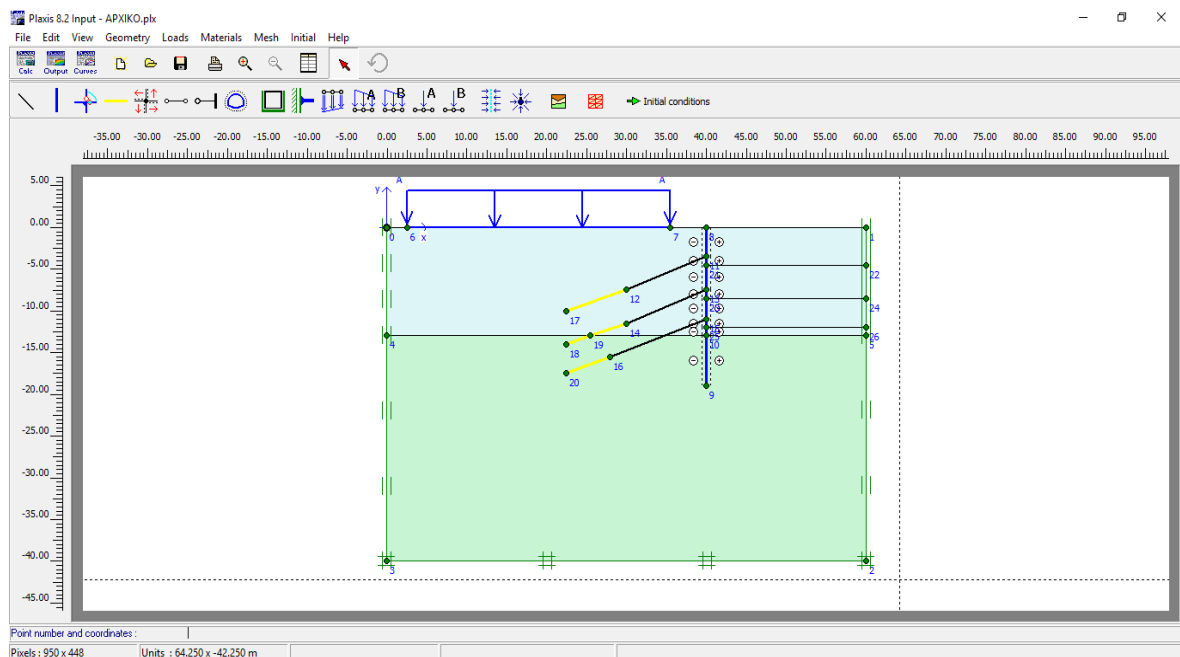 Plaxis 8.2 Input - APXIKO.plx
File Edit View Geometry Loads Materials Mesh Initial Help
Calc Output Curves
A B A B Initial conditions
-35.00 -30.00 -25.00 -20.00 -15.00 -10.00 -5.00 0.00 5.00 10.00 15.00 20.00 25.00 30.00 35.00 40.00 45.00 50.00 55.00 60.00 65.00 70.00 75.00 80.00 85.00 90.00 95.00
5.00
A A
y
0.00
0 6 x 7 8 1
-5.00
11
22
12
-10.00
17
24
14
18 19 10 5
26
-15.00
16
20
-20.00
9
-25.00
-30.00
-35.00
-40.00
3 2
-45.00
Point number and coordinates :
Pixels : 950 x 448 Units : 64.250 x -42.250 m